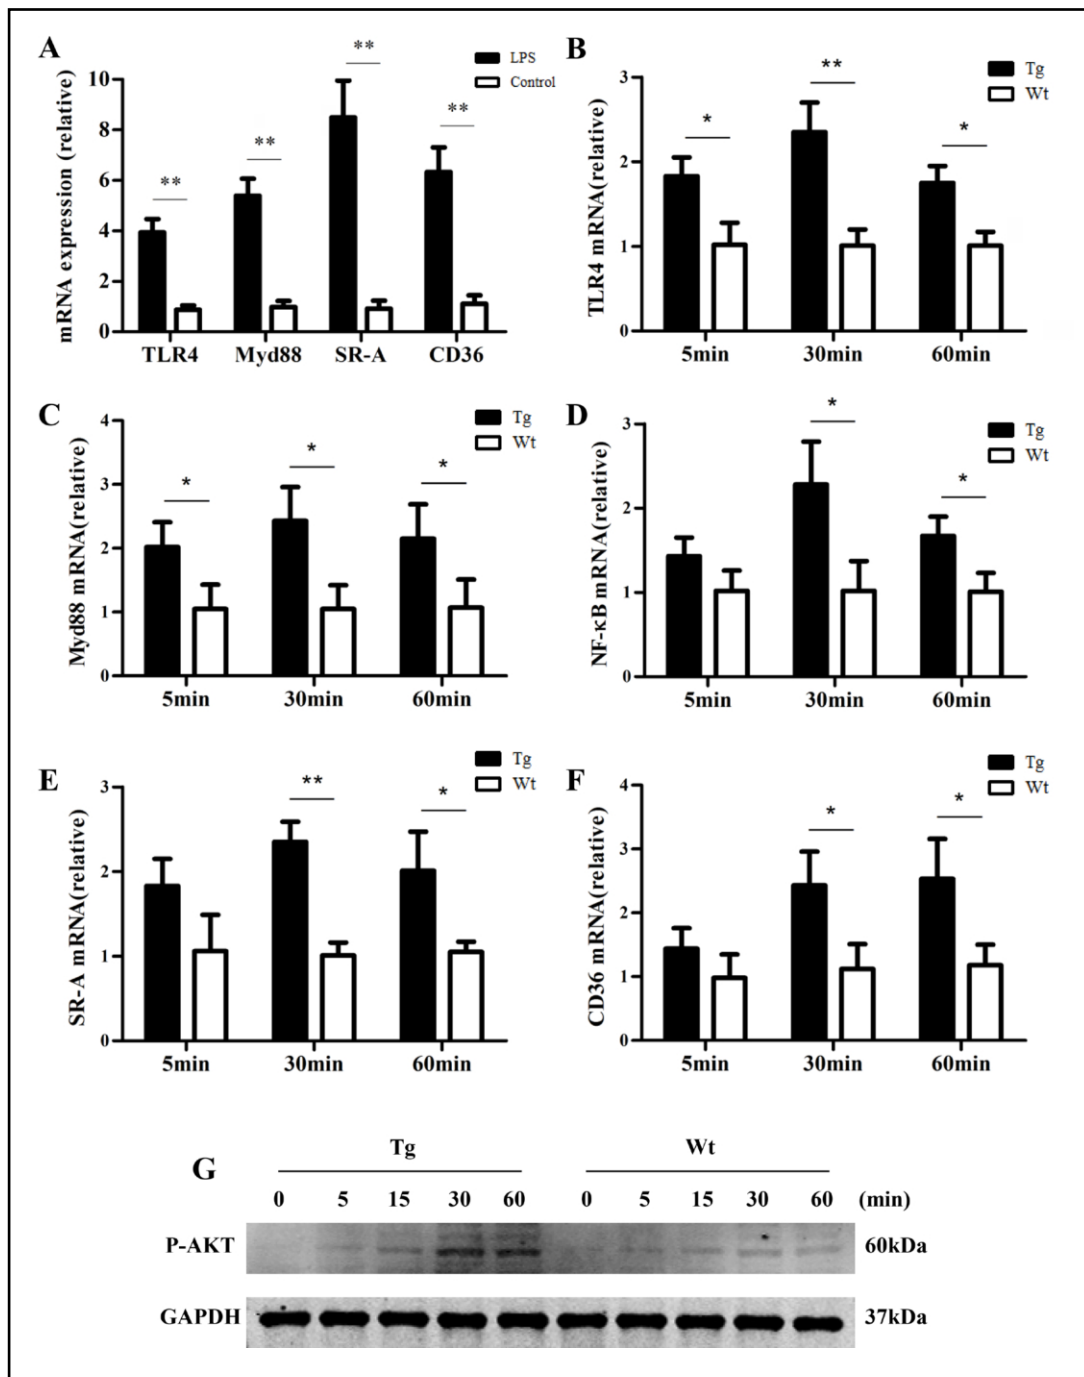 A
** ** ** **
LPS
Control
mRNA expression (relative)
10
8
6
4
2
0
TLR4 Myd88 SR-A CD36
B
* ** *
Tg
Wt
TLR4 mRNA(relative)
3
2
1
0
5min 30min 60min
C
* * *
Tg
Wt
Myd88 mRNA(relative)
4
3
2
1
0
5min 30min 60min
D
* *
Tg
Wt
NF-κB mRNA(relative)
3
2
1
0
5min 30min 60min
E
** *
Tg
Wt
SR-A mRNA(relative)
3
2
1
0
5min 30min 60min
F
* *
Tg
Wt
CD36 mRNA(relative)
4
3
2
1
0
5min 30min 60min
G
Tg Wt
0 5 15 30 60 0 5 15 30 60 (min)
P-AKT 60kDa
GAPDH 37kDa